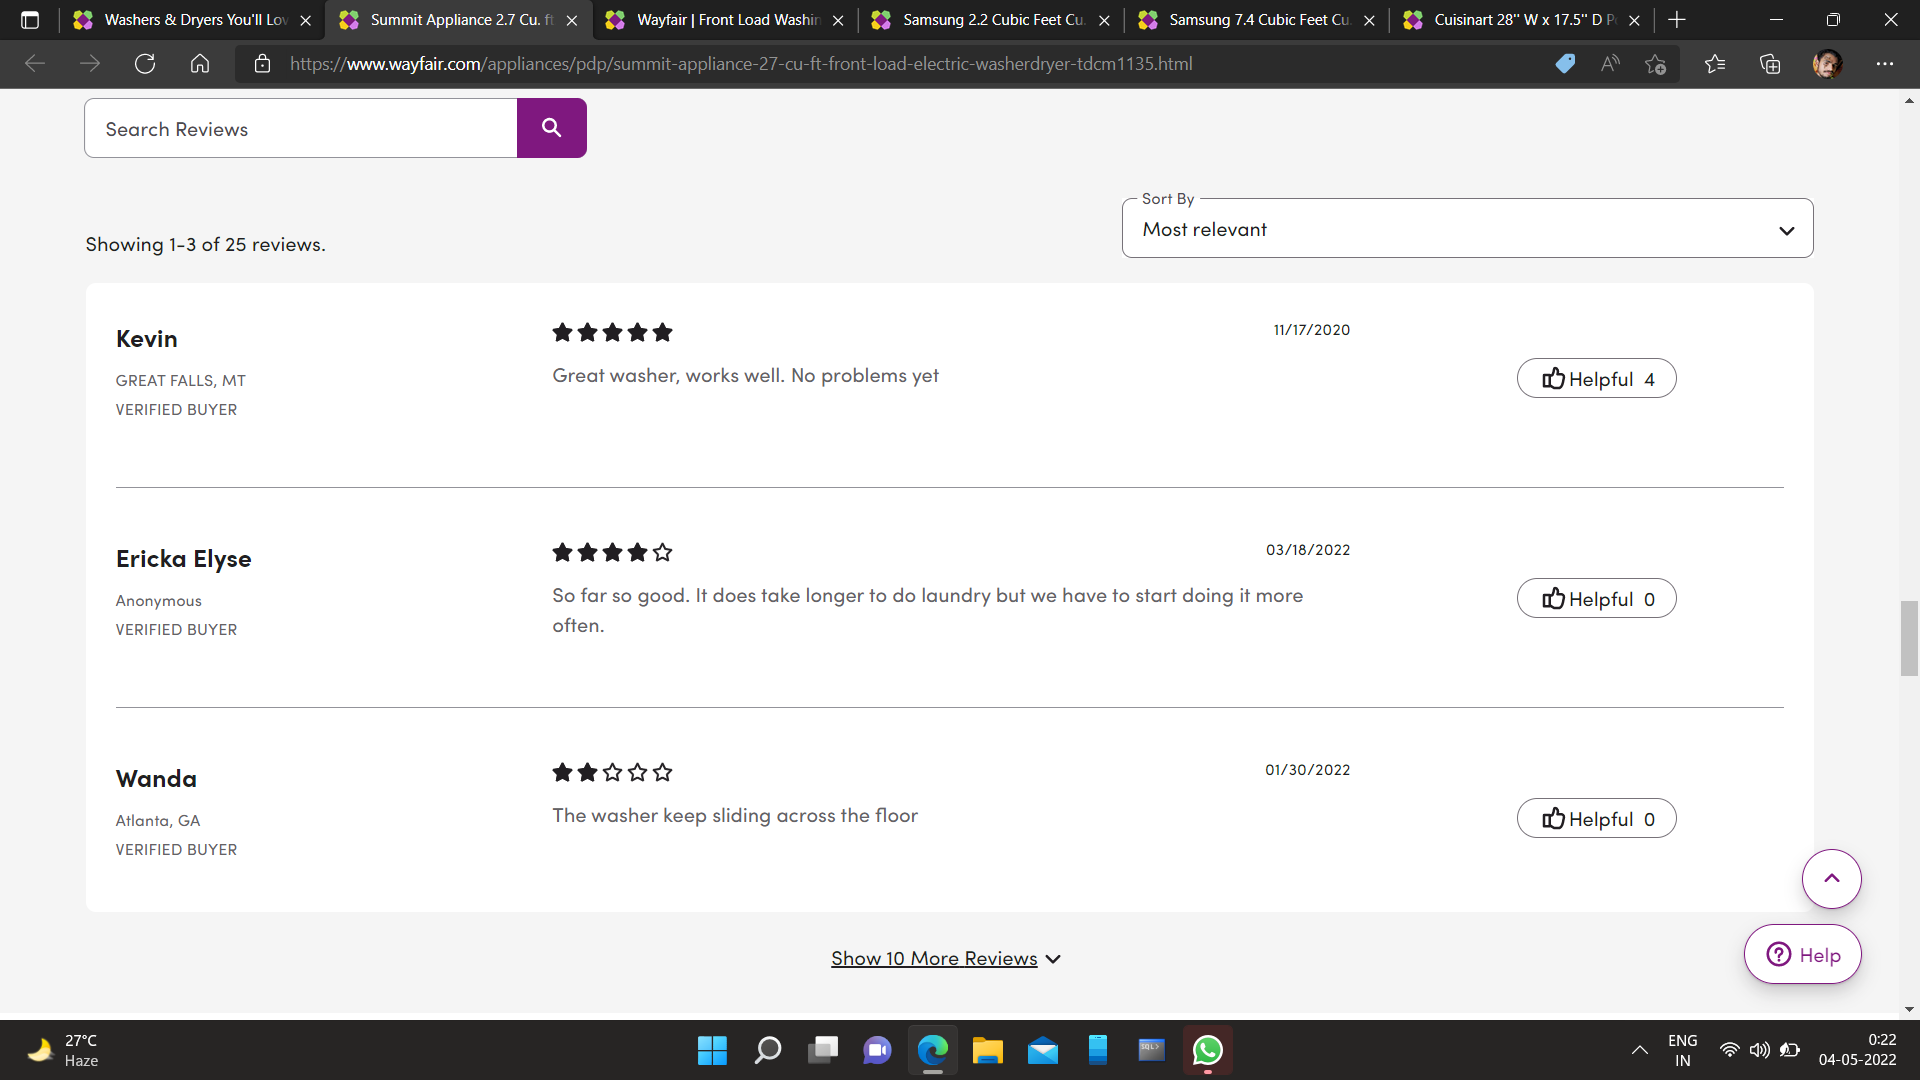 Washers & Dryers You'll Lov
Summit Appliance 2.7 Cu. ft
Wayfair | Front Load Washin
Samsung 2.2 Cubic Feet Cu.
Samsung 7.4 Cubic Feet Cu.
Cuisinart 28'' W x 17.5'' D P
https://www.wayfair.com/appliances/pdp/summit-appliance-27-cu-ft-front-load-electric-washerdryer-tdcm1135.html
Search Reviews
Sort By
Most relevant
Showing 1-3 of 25 reviews.
Kevin
11/17/2020
GREAT FALLS, MT
VERIFIED BUYER
Great washer, works well. No problems yet
Helpful 4
Ericka Elyse
03/18/2022
Anonymous
VERIFIED BUYER
So far so good. It does take longer to do laundry but we have to start doing it more
often.
Helpful 0
Wanda
01/30/2022
Atlanta, GA
VERIFIED BUYER
The washer keep sliding across the floor
Helpful 0
Show 10 More Reviews
Help
27°C
Haze
SQL>
ENG
IN
0:22
04-05-2022